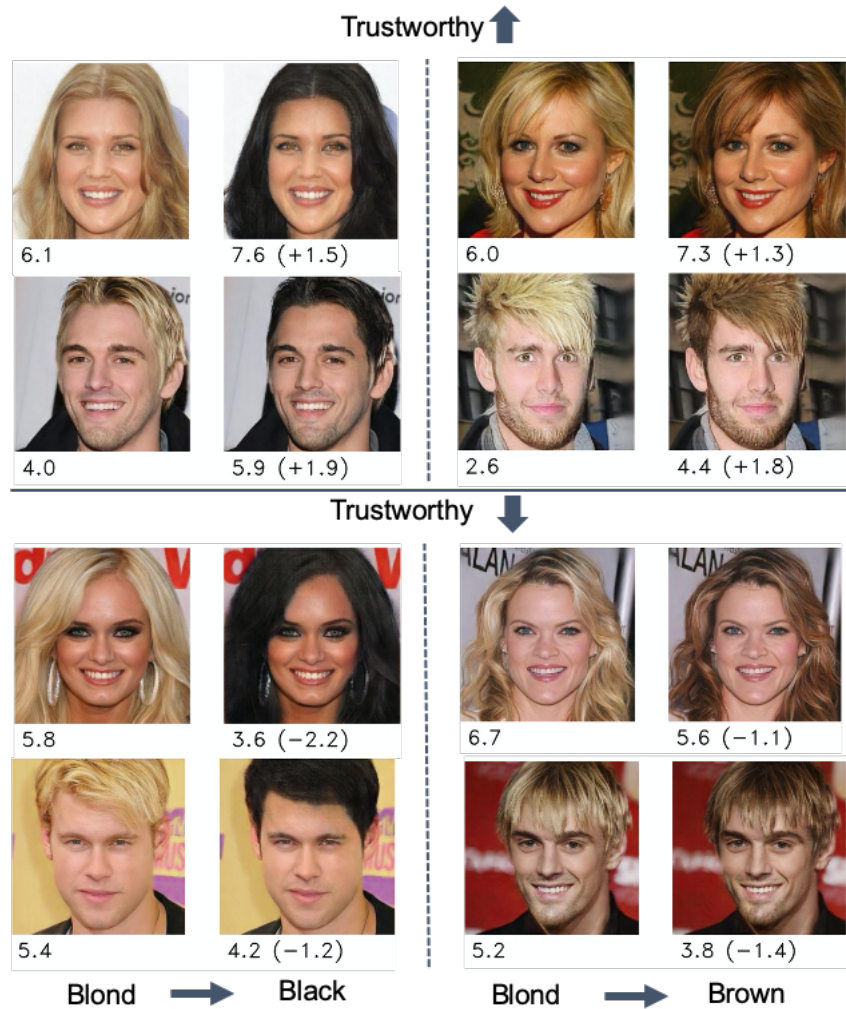 Trustworthy
6.1
7.6 (+1.5)
6.0
7.3 (+1.3)
4.0
5.9 (+1.9)
2.6
4.4 (+1.8)
Trustworthy
ALAN
ALAN
5.8
3.6 (−2.2)
6.7
5.6 (−1.1)
5.4
4.2 (−1.2)
5.2
3.8 (−1.4)
Blond
Black
Blond
Brown